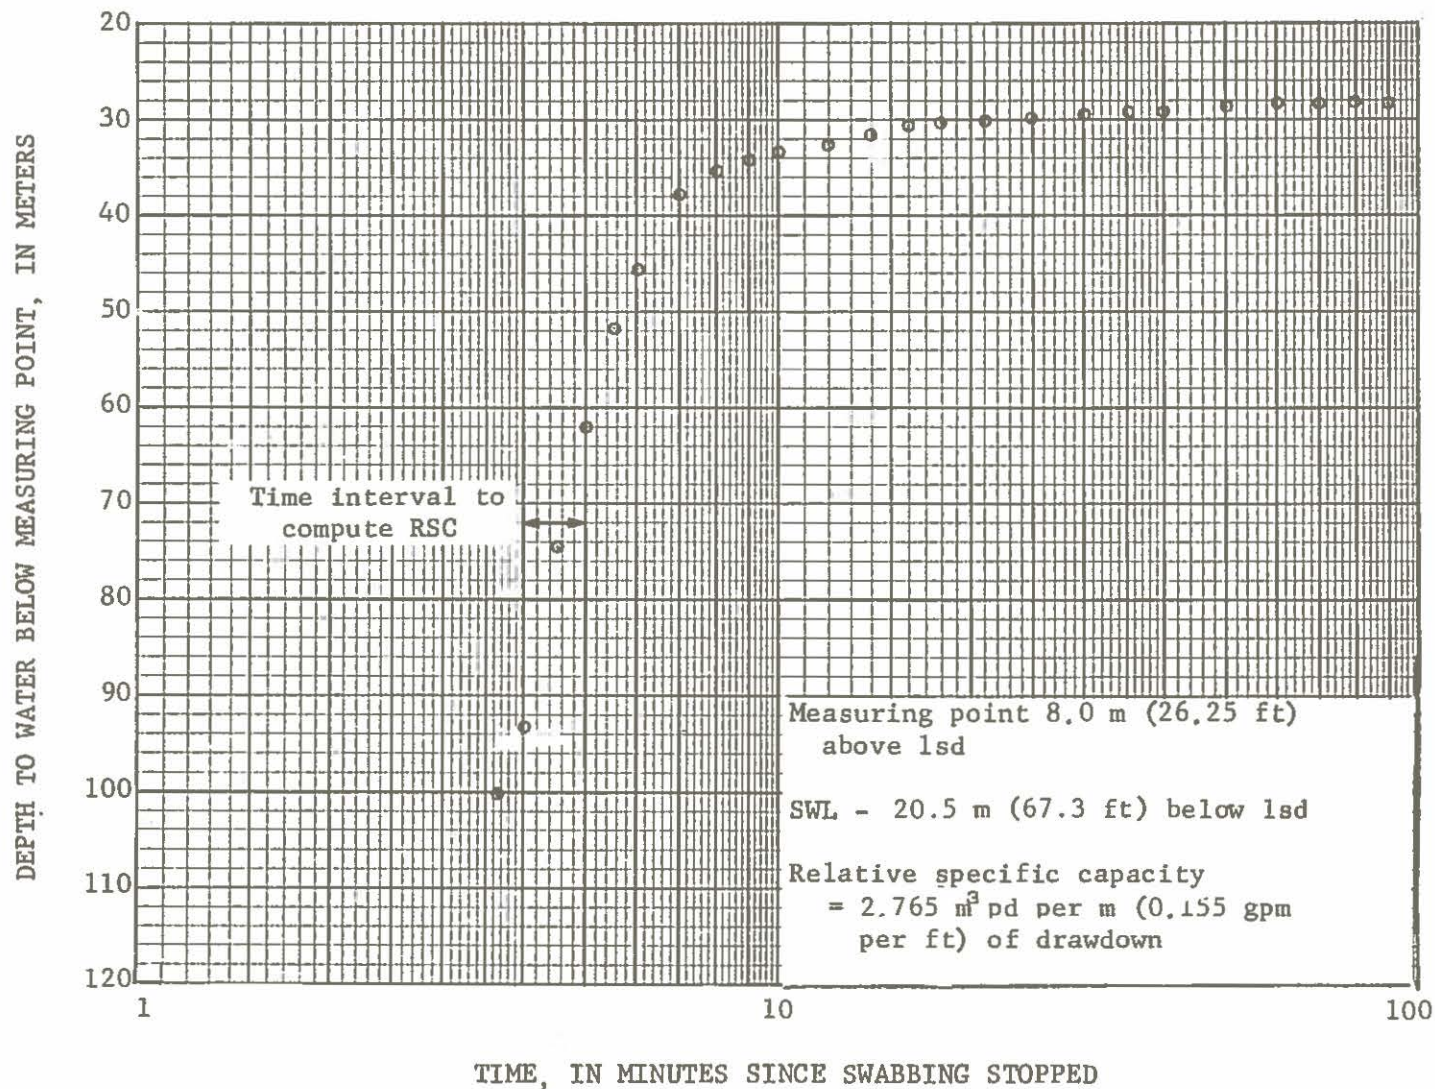 20
30
40
50
60
70
80
90
100
110
120
DEPTH TO WATER BELOW MEASURING POINT, IN METERS
Time interval to
compute RSC
Measuring point 8.0 m (26.25 ft)
above lsd
SWL - 20.5 m (67.3 ft) below lsd
Relative specific capacity
= 2.765 m³ pd per m (0.155 gpm
per ft) of drawdown
1
10
100
TIME, IN MINUTES SINCE SWABBING STOPPED